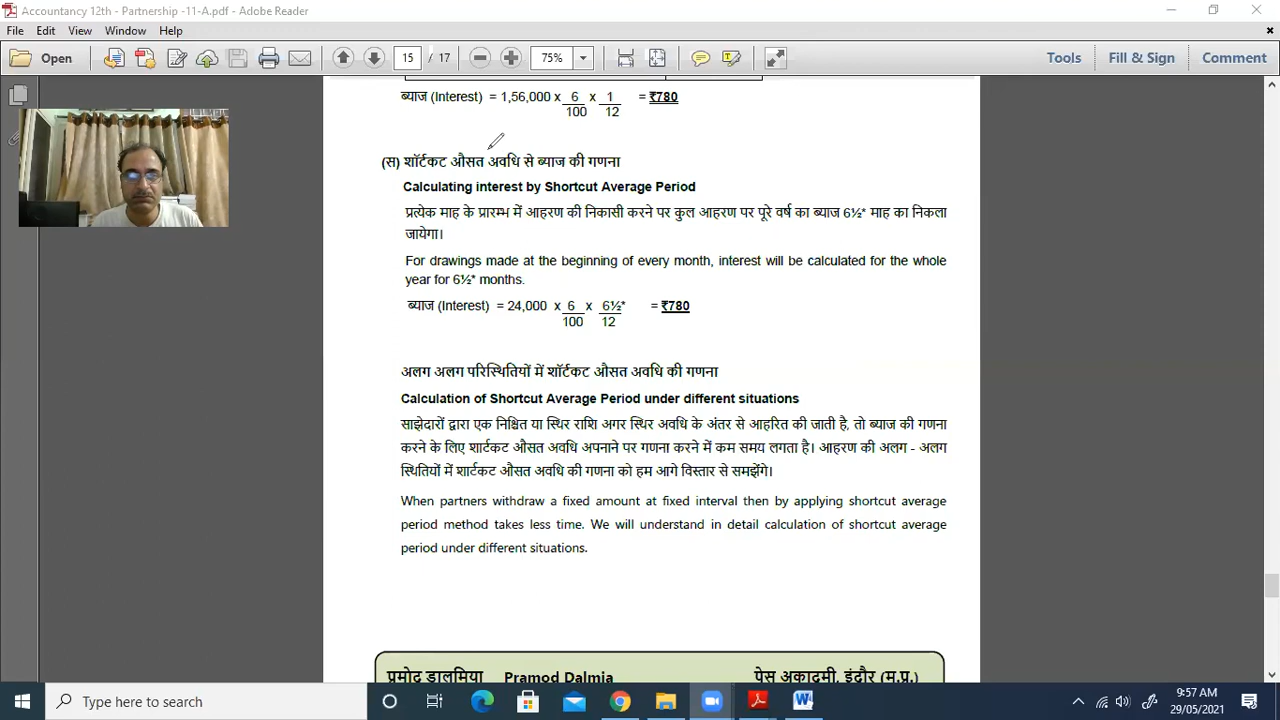 Accountancy 12th - Partnership -11-A.pdf - Adobe Reader
File Edit View Window Help
Open 15 / 17 75% Tools Fill & Sign Comment
ब्याज (Interest) = 1,56,000 x 6/100 x 1/12 = ₹780
(स) शॉर्टकट औसत अवधि से ब्याज की गणना
Calculating interest by Shortcut Average Period
प्रत्येक माह के प्रारम्भ में आहरण की निकासी करने पर कुल आहरण पर पूरे वर्ष का ब्याज 6½* माह का निकला
जायेगा।
For drawings made at the beginning of every month, interest will be calculated for the whole
year for 6½* months.
ब्याज (Interest) = 24,000 x 6/100 x 6½*/12 = ₹780
अलग अलग परिस्थितियों में शॉर्टकट औसत अवधि की गणना
Calculation of Shortcut Average Period under different situations
साझेदारों द्वारा एक निश्चित या स्थिर राशि अगर स्थिर अवधि के अंतर से आहरित की जाती है, तो ब्याज की गणना
करने के लिए शार्टकट औसत अवधि अपनाने पर गणना करने में कम समय लगता है। आहरण की अलग - अलग
स्थितियों में शार्टकट औसत अवधि की गणना को हम आगे विस्तार से समझेंगे।
When partners withdraw a fixed amount at fixed interval then by applying shortcut average
period method takes less time. We will understand in detail calculation of shortcut average
period under different situations.
प्रमोद डालमिया Pramod Dalmia पेस अकादमी, इंदौर (म.प्र.)
Type here to search
9:57 AM
29/05/2021